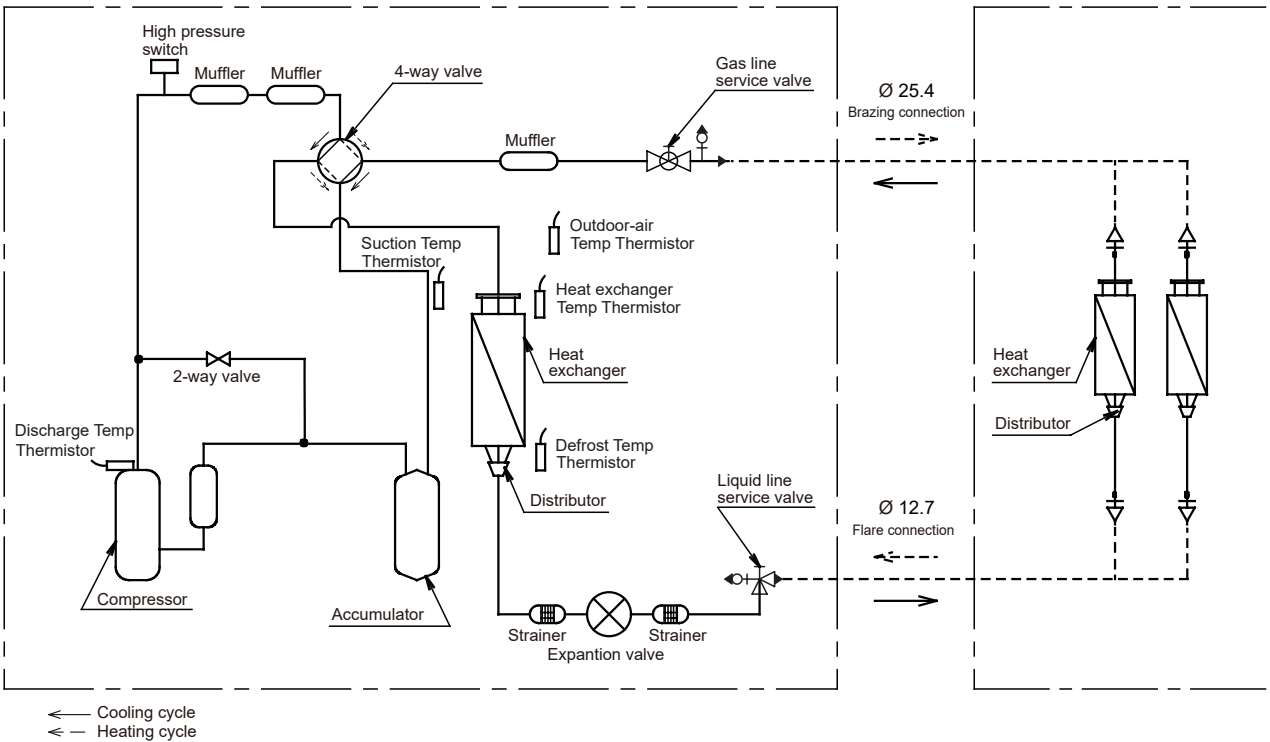 High pressure
switch
Muffler
Muffler
4-way valve
Gas line
service valve
Ø 25.4
Brazing connection
Muffler
Outdoor-air
Temp Thermistor
Suction Temp
Thermistor
Heat exchanger
Temp Thermistor
Heat
exchanger
2-way valve
Heat
exchanger
Distributor
Discharge Temp
Thermistor
Defrost Temp
Thermistor
Distributor
Liquid line
service valve
Ø 12.7
Flare connection
Compressor
Accumulator
Strainer
Strainer
Expantion valve
Cooling cycle
Heating cycle